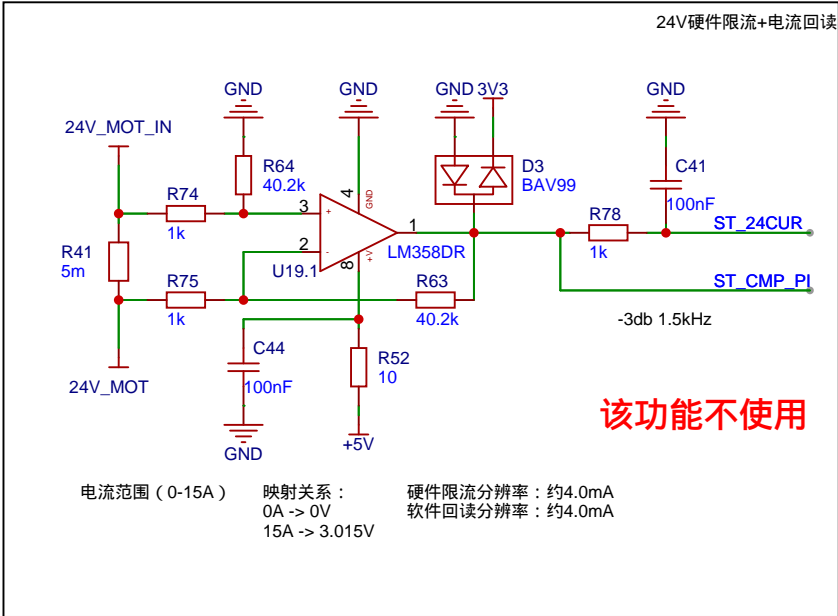 24V硬件限流+电流回读
GND
GND
GND
3V3
GND
24V_MOT_IN
R64
40.2k
D3
BAV99
C41
100nF
R74
1k
3
+
4
GND
1
R78
1k
ST_24CUR
R41
5m
2
-
U19.1
8
+V
LM358DR
ST_CMP_PI
R75
1k
R63
40.2k
-3db 1.5kHz
C44
100nF
R52
10
24V_MOT
GND
+5V
该功能不使用
电流范围（0-15A）
映射关系：
0A -> 0V
15A -> 3.015V
硬件限流分辨率：约4.0mA
软件回读分辨率：约4.0mA